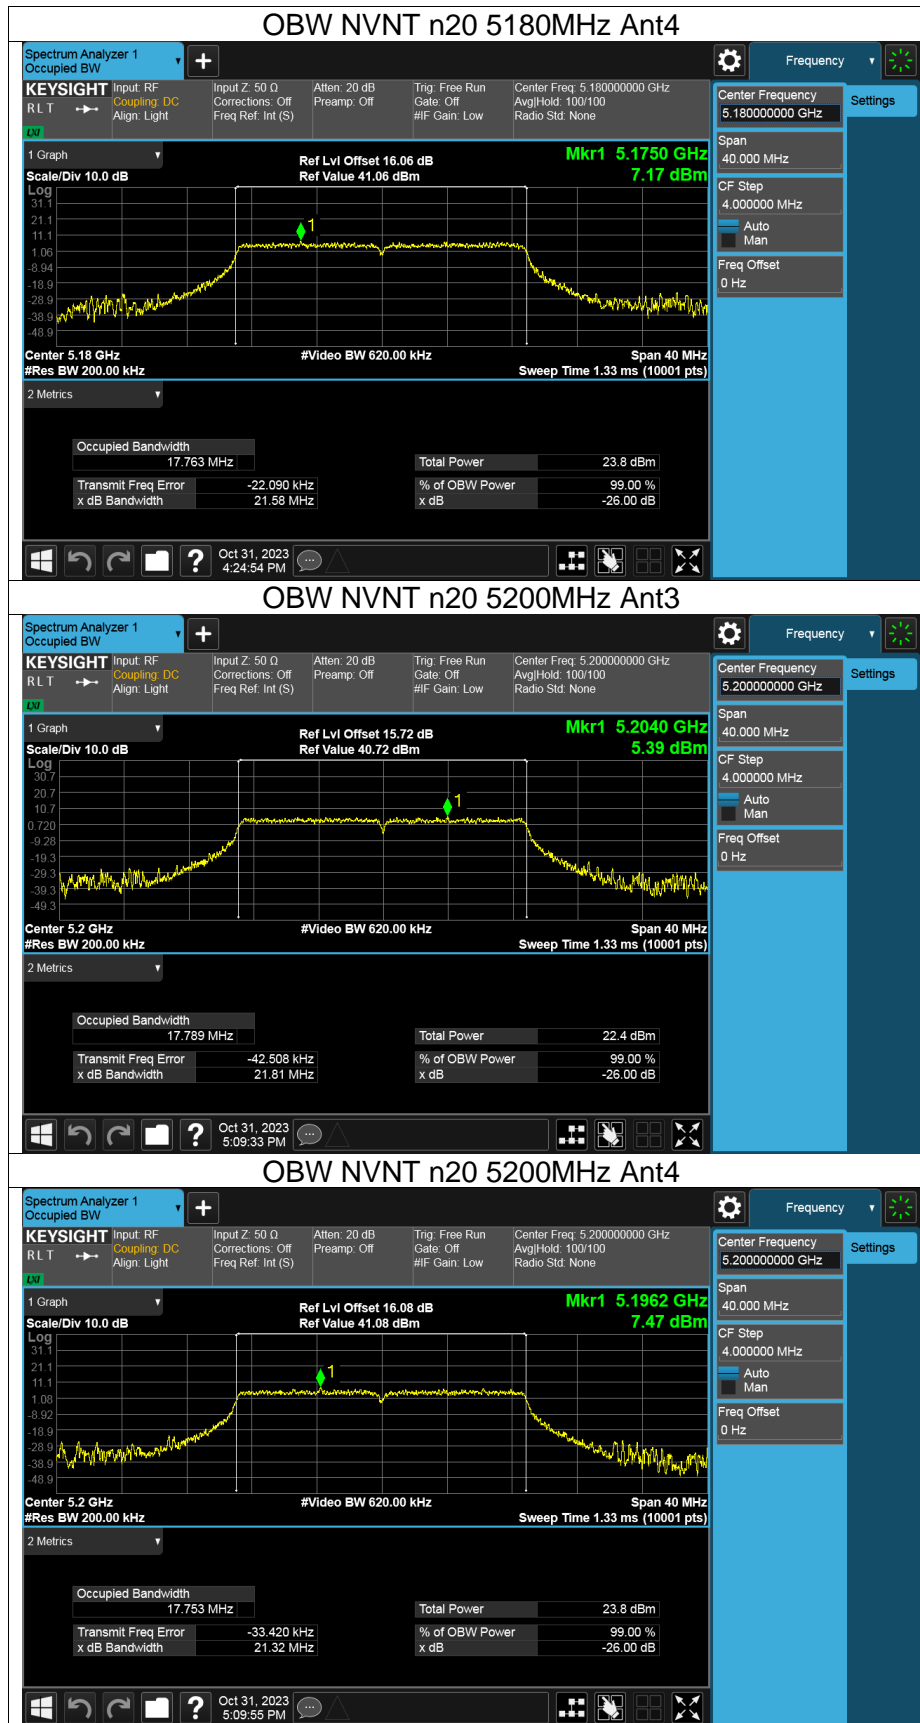 OBW NVNT n20 5180MHz Ant4
Spectrum Analyzer 1
Occupied BW
+
Frequency
KEYSIGHT
RLT
LXI
Input: RF
Coupling: DC
Align: Light
Input Z: 50 Ω
Corrections: Off
Freq Ref: Int (S)
Atten: 20 dB
Preamp: Off
Trig: Free Run
Gate: Off
#IF Gain: Low
Center Freq: 5.180000000 GHz
Avg|Hold: 100/100
Radio Std: None
Center Frequency
5.180000000 GHz
Settings
Span
40.000 MHz
CF Step
4.000000 MHz
Auto
Man
Freq Offset
0 Hz
1 Graph
Scale/Div 10.0 dB
Ref Lvl Offset 16.06 dB
Ref Value 41.06 dBm
Mkr1 5.1750 GHz
7.17 dBm
Log
31.1
21.1
11.1
1.06
-8.94
-18.9
-28.9
-38.9
-48.9
1
Center 5.18 GHz
#Res BW 200.00 kHz
#Video BW 620.00 kHz
Span 40 MHz
Sweep Time 1.33 ms (10001 pts)
2 Metrics
Occupied Bandwidth
17.763 MHz
Transmit Freq Error -22.090 kHz
x dB Bandwidth 21.58 MHz
Total Power 23.8 dBm
% of OBW Power 99.00 %
x dB -26.00 dB
?
Oct 31, 2023
4:24:54 PM
OBW NVNT n20 5200MHz Ant3
Spectrum Analyzer 1
Occupied BW
+
Frequency
KEYSIGHT
RLT
LXI
Input: RF
Coupling: DC
Align: Light
Input Z: 50 Ω
Corrections: Off
Freq Ref: Int (S)
Atten: 20 dB
Preamp: Off
Trig: Free Run
Gate: Off
#IF Gain: Low
Center Freq: 5.200000000 GHz
Avg|Hold: 100/100
Radio Std: None
Center Frequency
5.200000000 GHz
Settings
Span
40.000 MHz
CF Step
4.000000 MHz
Auto
Man
Freq Offset
0 Hz
1 Graph
Scale/Div 10.0 dB
Ref Lvl Offset 15.72 dB
Ref Value 40.72 dBm
Mkr1 5.2040 GHz
5.39 dBm
Log
30.7
20.7
10.7
0.720
-9.28
-19.3
-29.3
-39.3
-49.3
1
Center 5.2 GHz
#Res BW 200.00 kHz
#Video BW 620.00 kHz
Span 40 MHz
Sweep Time 1.33 ms (10001 pts)
2 Metrics
Occupied Bandwidth
17.789 MHz
Transmit Freq Error -42.508 kHz
x dB Bandwidth 21.81 MHz
Total Power 22.4 dBm
% of OBW Power 99.00 %
x dB -26.00 dB
?
Oct 31, 2023
5:09:33 PM
OBW NVNT n20 5200MHz Ant4
Spectrum Analyzer 1
Occupied BW
+
Frequency
KEYSIGHT
RLT
LXI
Input: RF
Coupling: DC
Align: Light
Input Z: 50 Ω
Corrections: Off
Freq Ref: Int (S)
Atten: 20 dB
Preamp: Off
Trig: Free Run
Gate: Off
#IF Gain: Low
Center Freq: 5.200000000 GHz
Avg|Hold: 100/100
Radio Std: None
Center Frequency
5.200000000 GHz
Settings
Span
40.000 MHz
CF Step
4.000000 MHz
Auto
Man
Freq Offset
0 Hz
1 Graph
Scale/Div 10.0 dB
Ref Lvl Offset 16.08 dB
Ref Value 41.08 dBm
Mkr1 5.1962 GHz
7.47 dBm
Log
31.1
21.1
11.1
1.08
-8.92
-18.9
-28.9
-38.9
-48.9
1
Center 5.2 GHz
#Res BW 200.00 kHz
#Video BW 620.00 kHz
Span 40 MHz
Sweep Time 1.33 ms (10001 pts)
2 Metrics
Occupied Bandwidth
17.753 MHz
Transmit Freq Error -33.420 kHz
x dB Bandwidth 21.32 MHz
Total Power 23.8 dBm
% of OBW Power 99.00 %
x dB -26.00 dB
?
Oct 31, 2023
5:09:55 PM